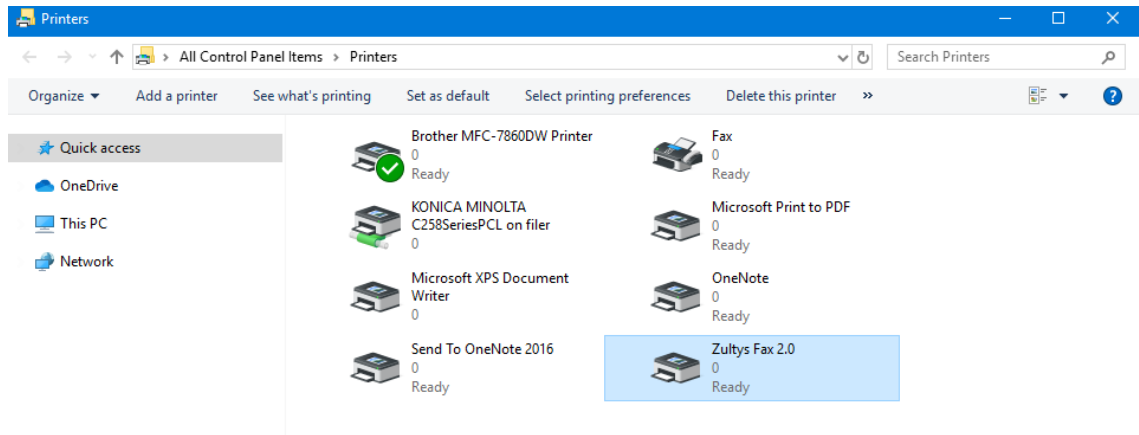 Printers
All Control Panel Items > Printers
Search Printers
Organize
Add a printer
See what's printing
Set as default
Select printing preferences
Delete this printer
»
?
Quick access
OneDrive
This PC
Network
Brother MFC-7860DW Printer
0
Ready
Fax
0
Ready
KONICA MINOLTA
C258SeriesPCL on filer
0
Microsoft Print to PDF
0
Ready
Microsoft XPS Document
Writer
0
OneNote
0
Ready
Send To OneNote 2016
0
Ready
Zultys Fax 2.0
0
Ready